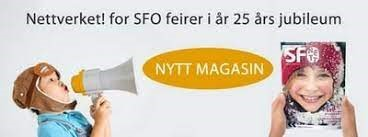 Nettverket! for SFO feirer i år 25 års jubileum
NYTT MAGASIN
SFO